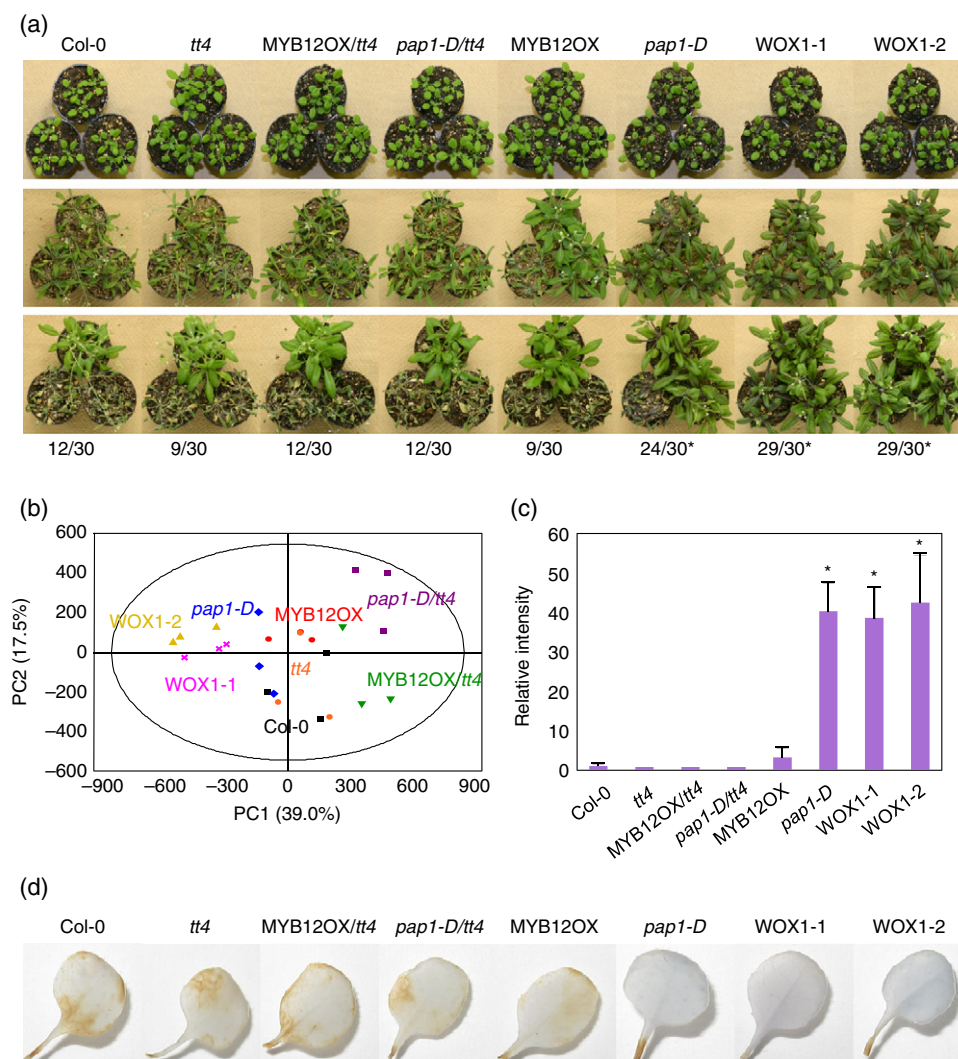 (a)
Col-0 tt4 MYB12OX/tt4 pap1-D/tt4 MYB12OX pap1-D WOX1-1 WOX1-2
12/30 9/30 12/30 12/30 9/30 24/30* 29/30* 29/30*
(b)
600
400
200
0
−200
−400
−600
PC2 (17.5%)
pap1-D/tt4
pap1-D
MYB12OX
WOX1-2
tt4
WOX1-1
MYB12OX/tt4
Col-0
−900 −600 −300 0 300 600 900
PC1 (39.0%)
(c)
60
50
40
30
20
10
0
Relative intensity
* * *
Col-0 tt4 MYB12OX/tt4 pap1-D/tt4 MYB12OX pap1-D WOX1-1 WOX1-2
(d)
Col-0 tt4 MYB12OX/tt4 pap1-D/tt4 MYB12OX pap1-D WOX1-1 WOX1-2